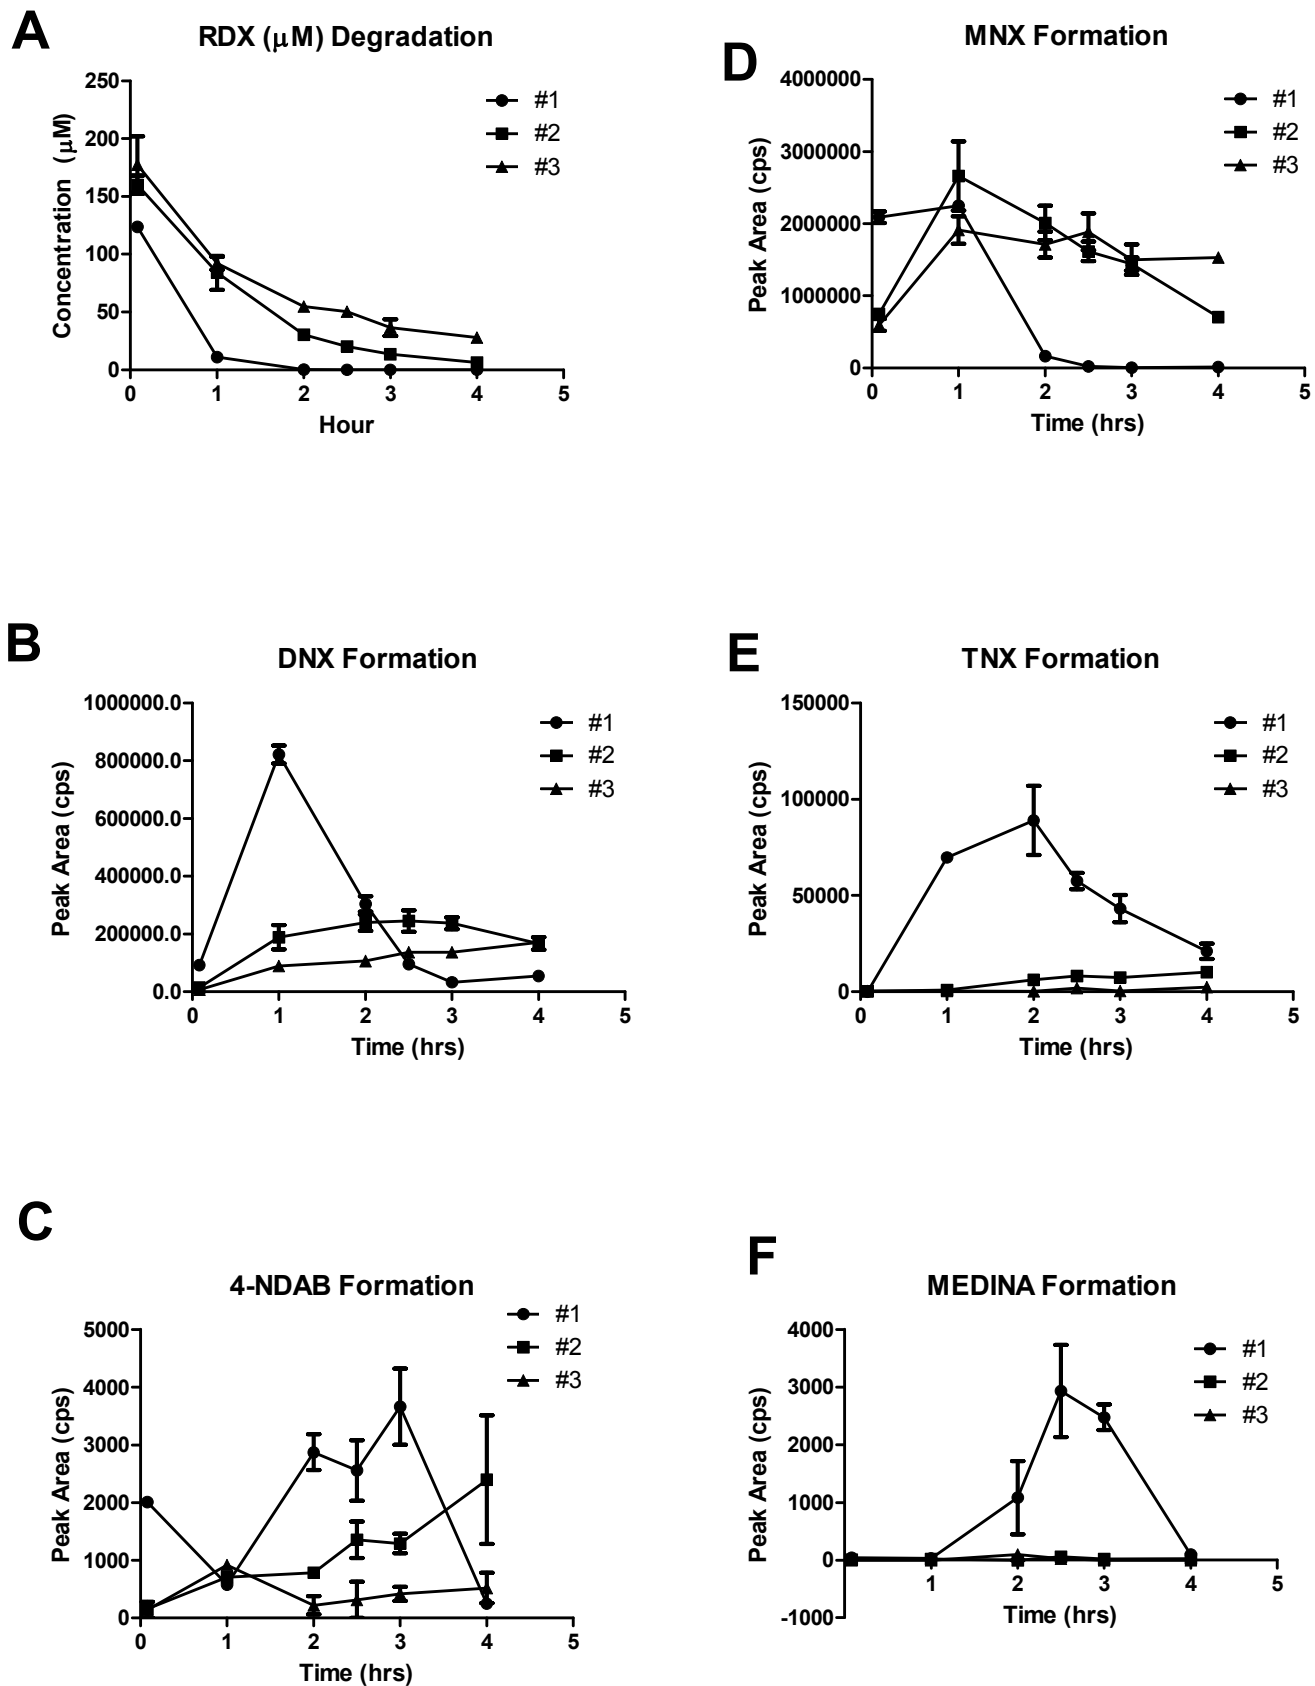 A
RDX (μM) Degradation
250
200
150
100
50
0
Concentration (μM)
0 1 2 3 4 5
Hour
#1
#2
#3
D
MNX Formation
4000000
3000000
2000000
1000000
0
Peak Area (cps)
0 1 2 3 4 5
Time (hrs)
#1
#2
#3
B
DNX Formation
1000000.0
800000.0
600000.0
400000.0
200000.0
0.0
Peak Area (cps)
0 1 2 3 4 5
Time (hrs)
#1
#2
#3
E
TNX Formation
150000
100000
50000
0
Peak Area (cps)
0 1 2 3 4 5
Time (hrs)
#1
#2
#3
C
4-NDAB Formation
5000
4000
3000
2000
1000
0
Peak Area (cps)
0 1 2 3 4 5
Time (hrs)
#1
#2
#3
F
MEDINA Formation
4000
3000
2000
1000
0
-1000
Peak Area (cps)
1 2 3 4 5
Time (hrs)
#1
#2
#3